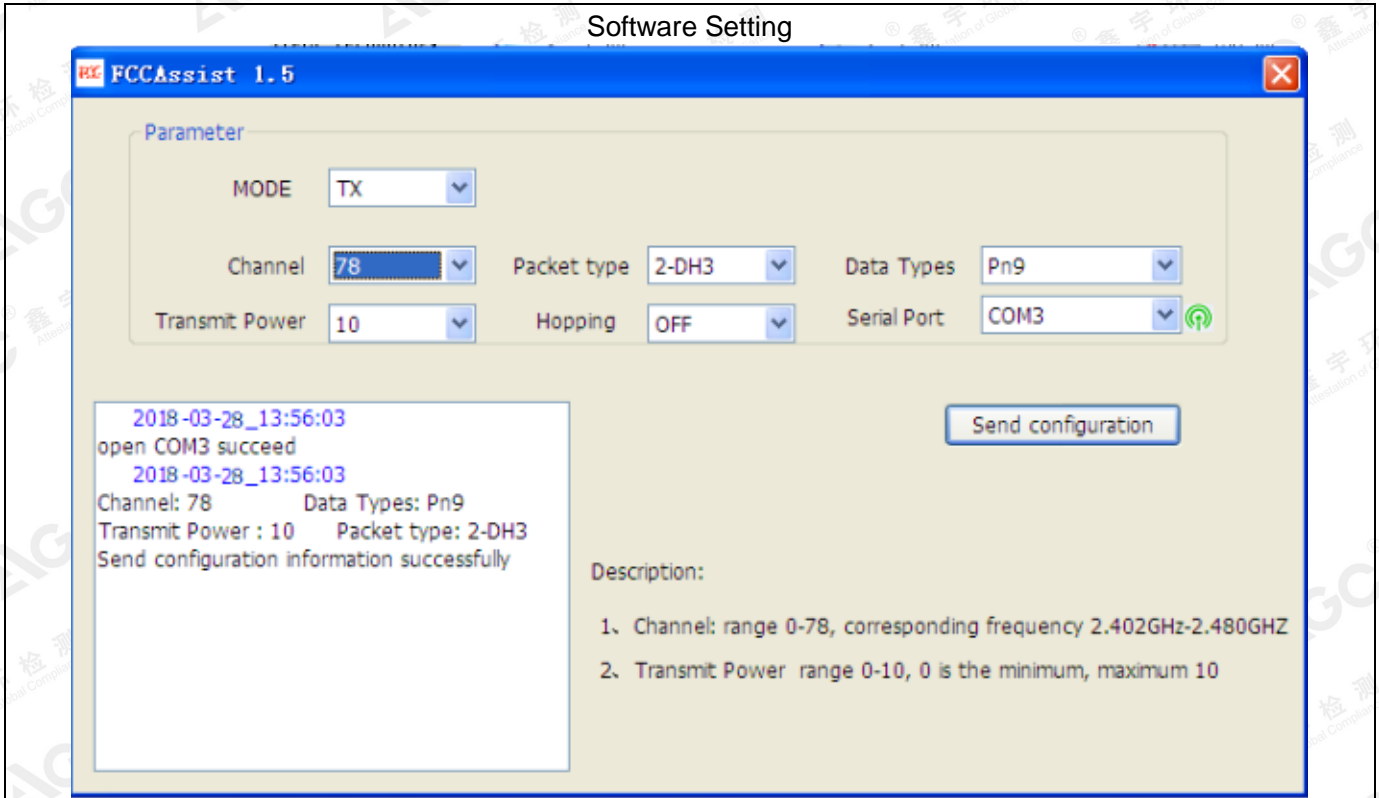 Software Setting
FCCAssist 1.5
Parameter
MODE TX
Channel 78 Packet type 2-DH3 Data Types Pn9
Transmit Power 10 Hopping OFF Serial Port COM3
2018-03-28_13:56:03
open COM3 succeed
2018-03-28_13:56:03
Channel: 78 Data Types: Pn9
Transmit Power : 10 Packet type: 2-DH3
Send configuration information successfully
Send configuration
Description:
1、Channel: range 0-78, corresponding frequency 2.402GHz-2.480GHZ
2、Transmit Power range 0-10, 0 is the minimum, maximum 10